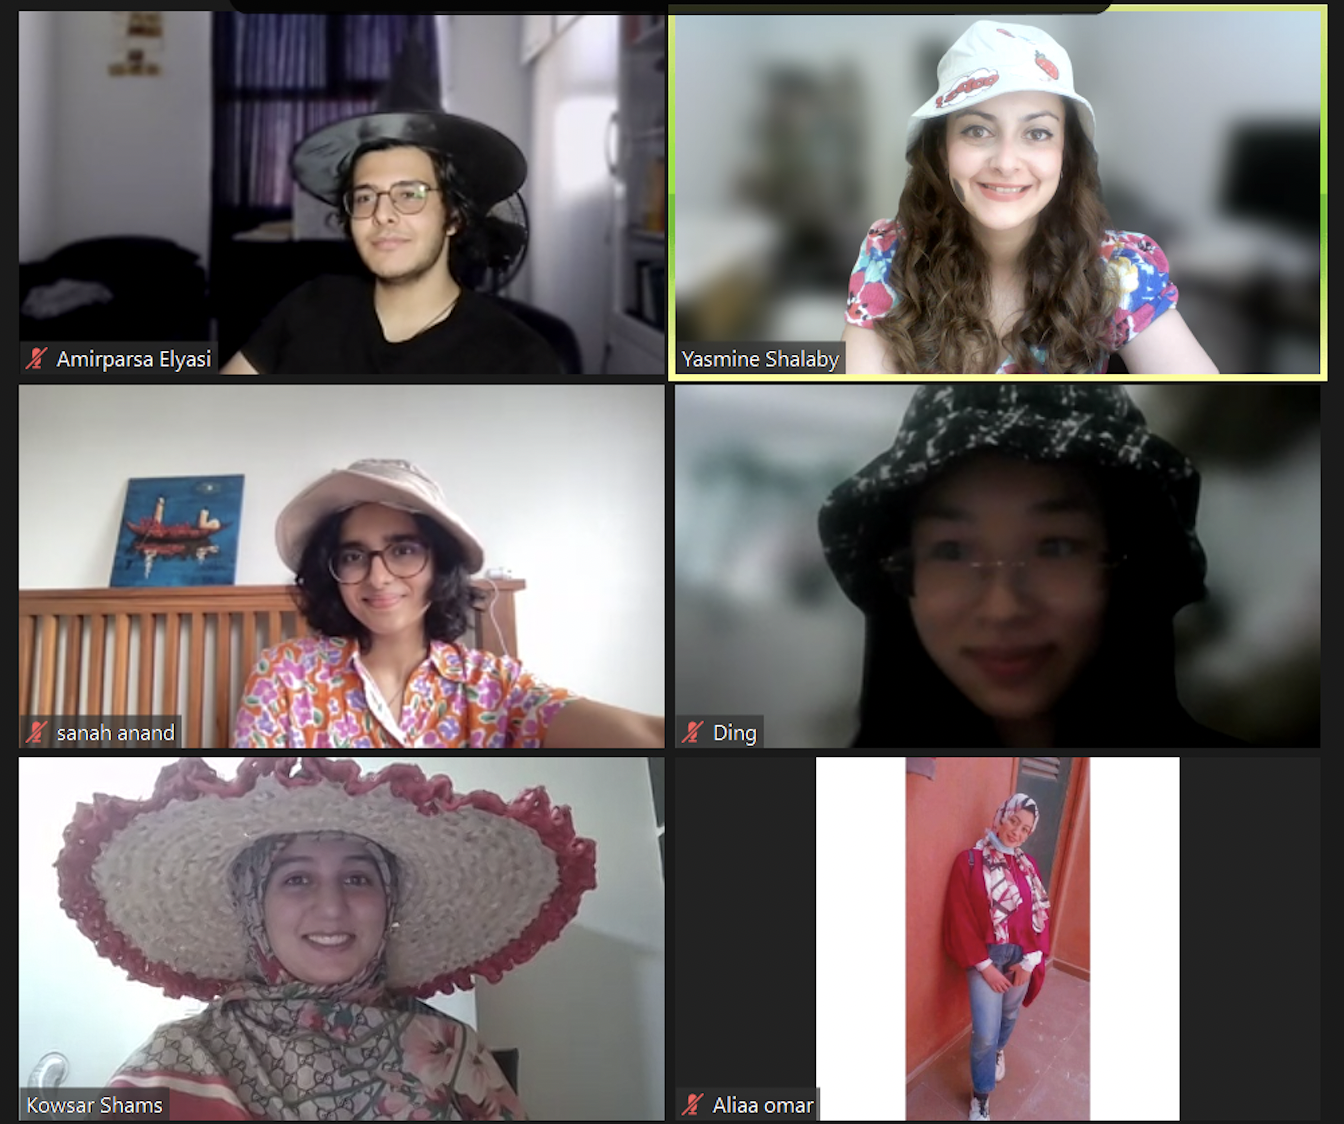 Amirparsa Elyasi
Yasmine Shalaby
sanah anand
Ding
Kowsar Shams
Aliaa omar